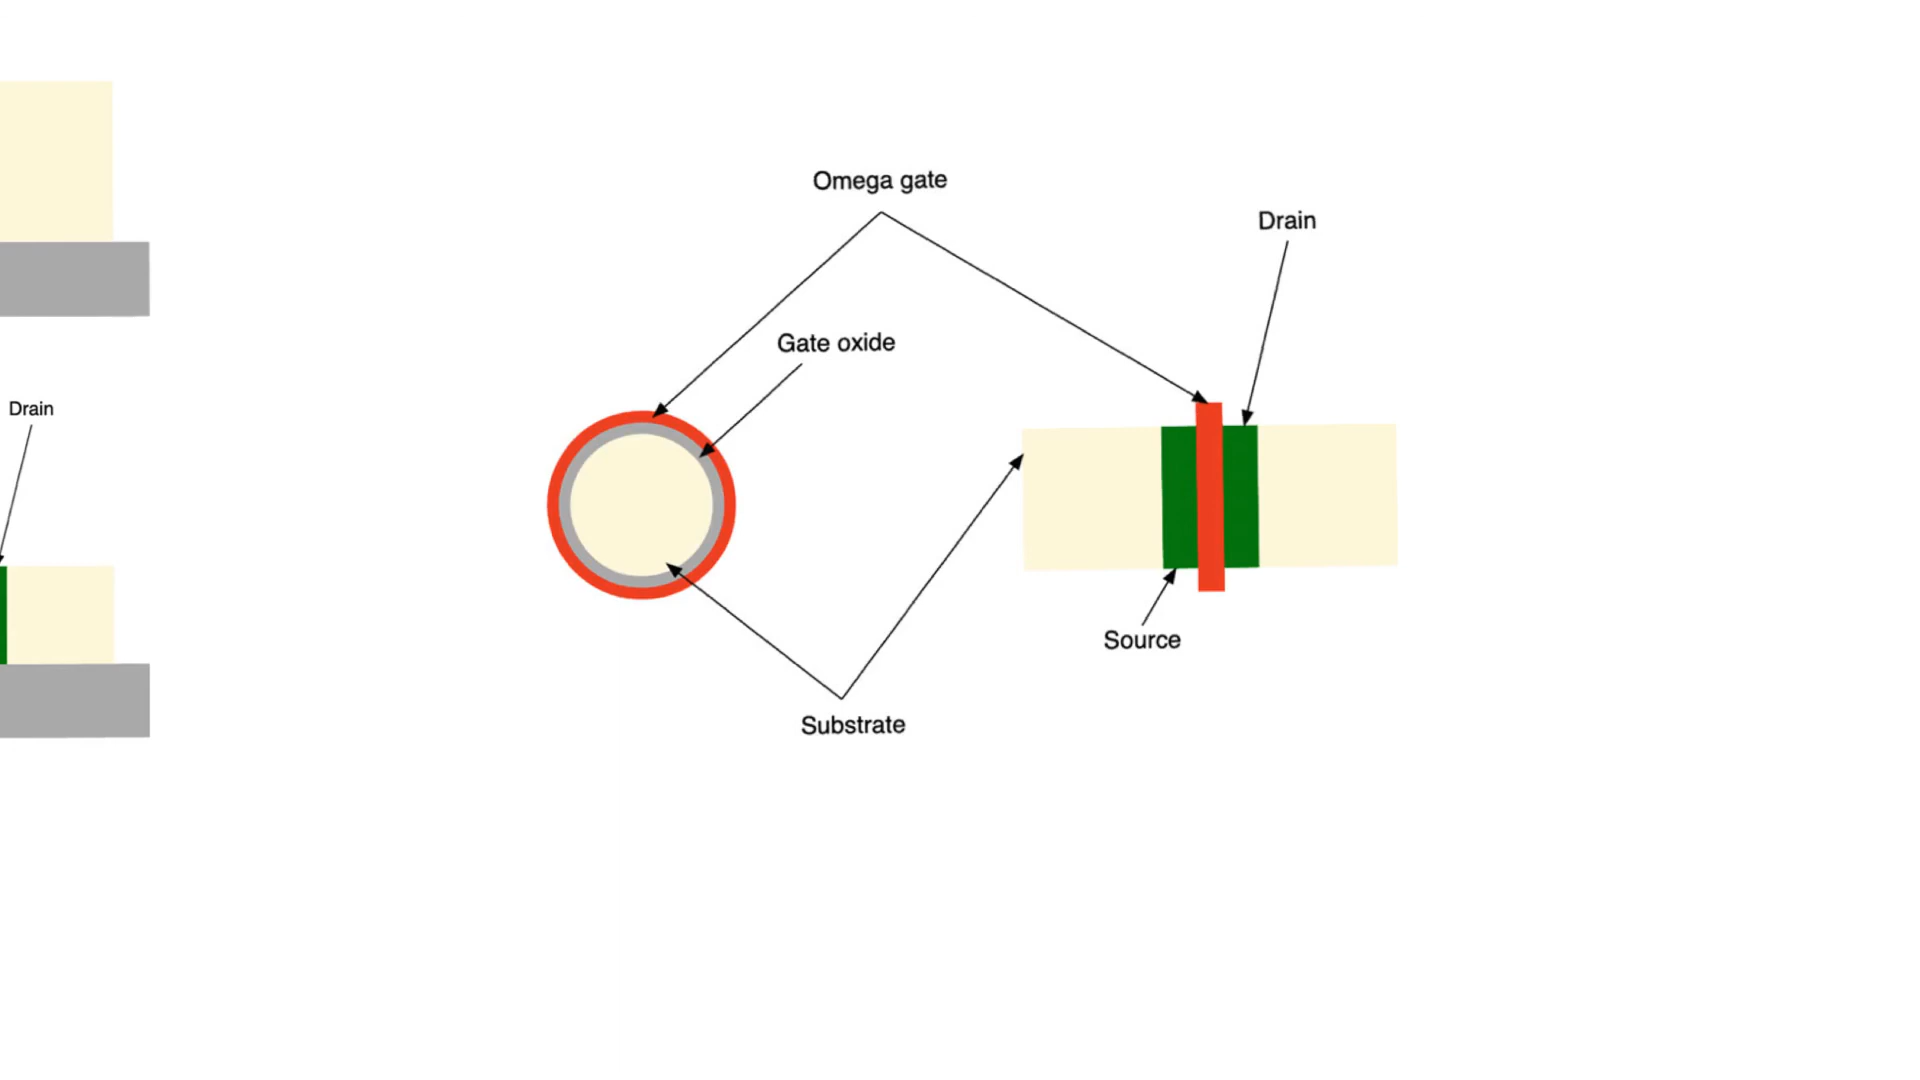 Omega gate
Drain
Gate oxide
Drain
Source
Substrate